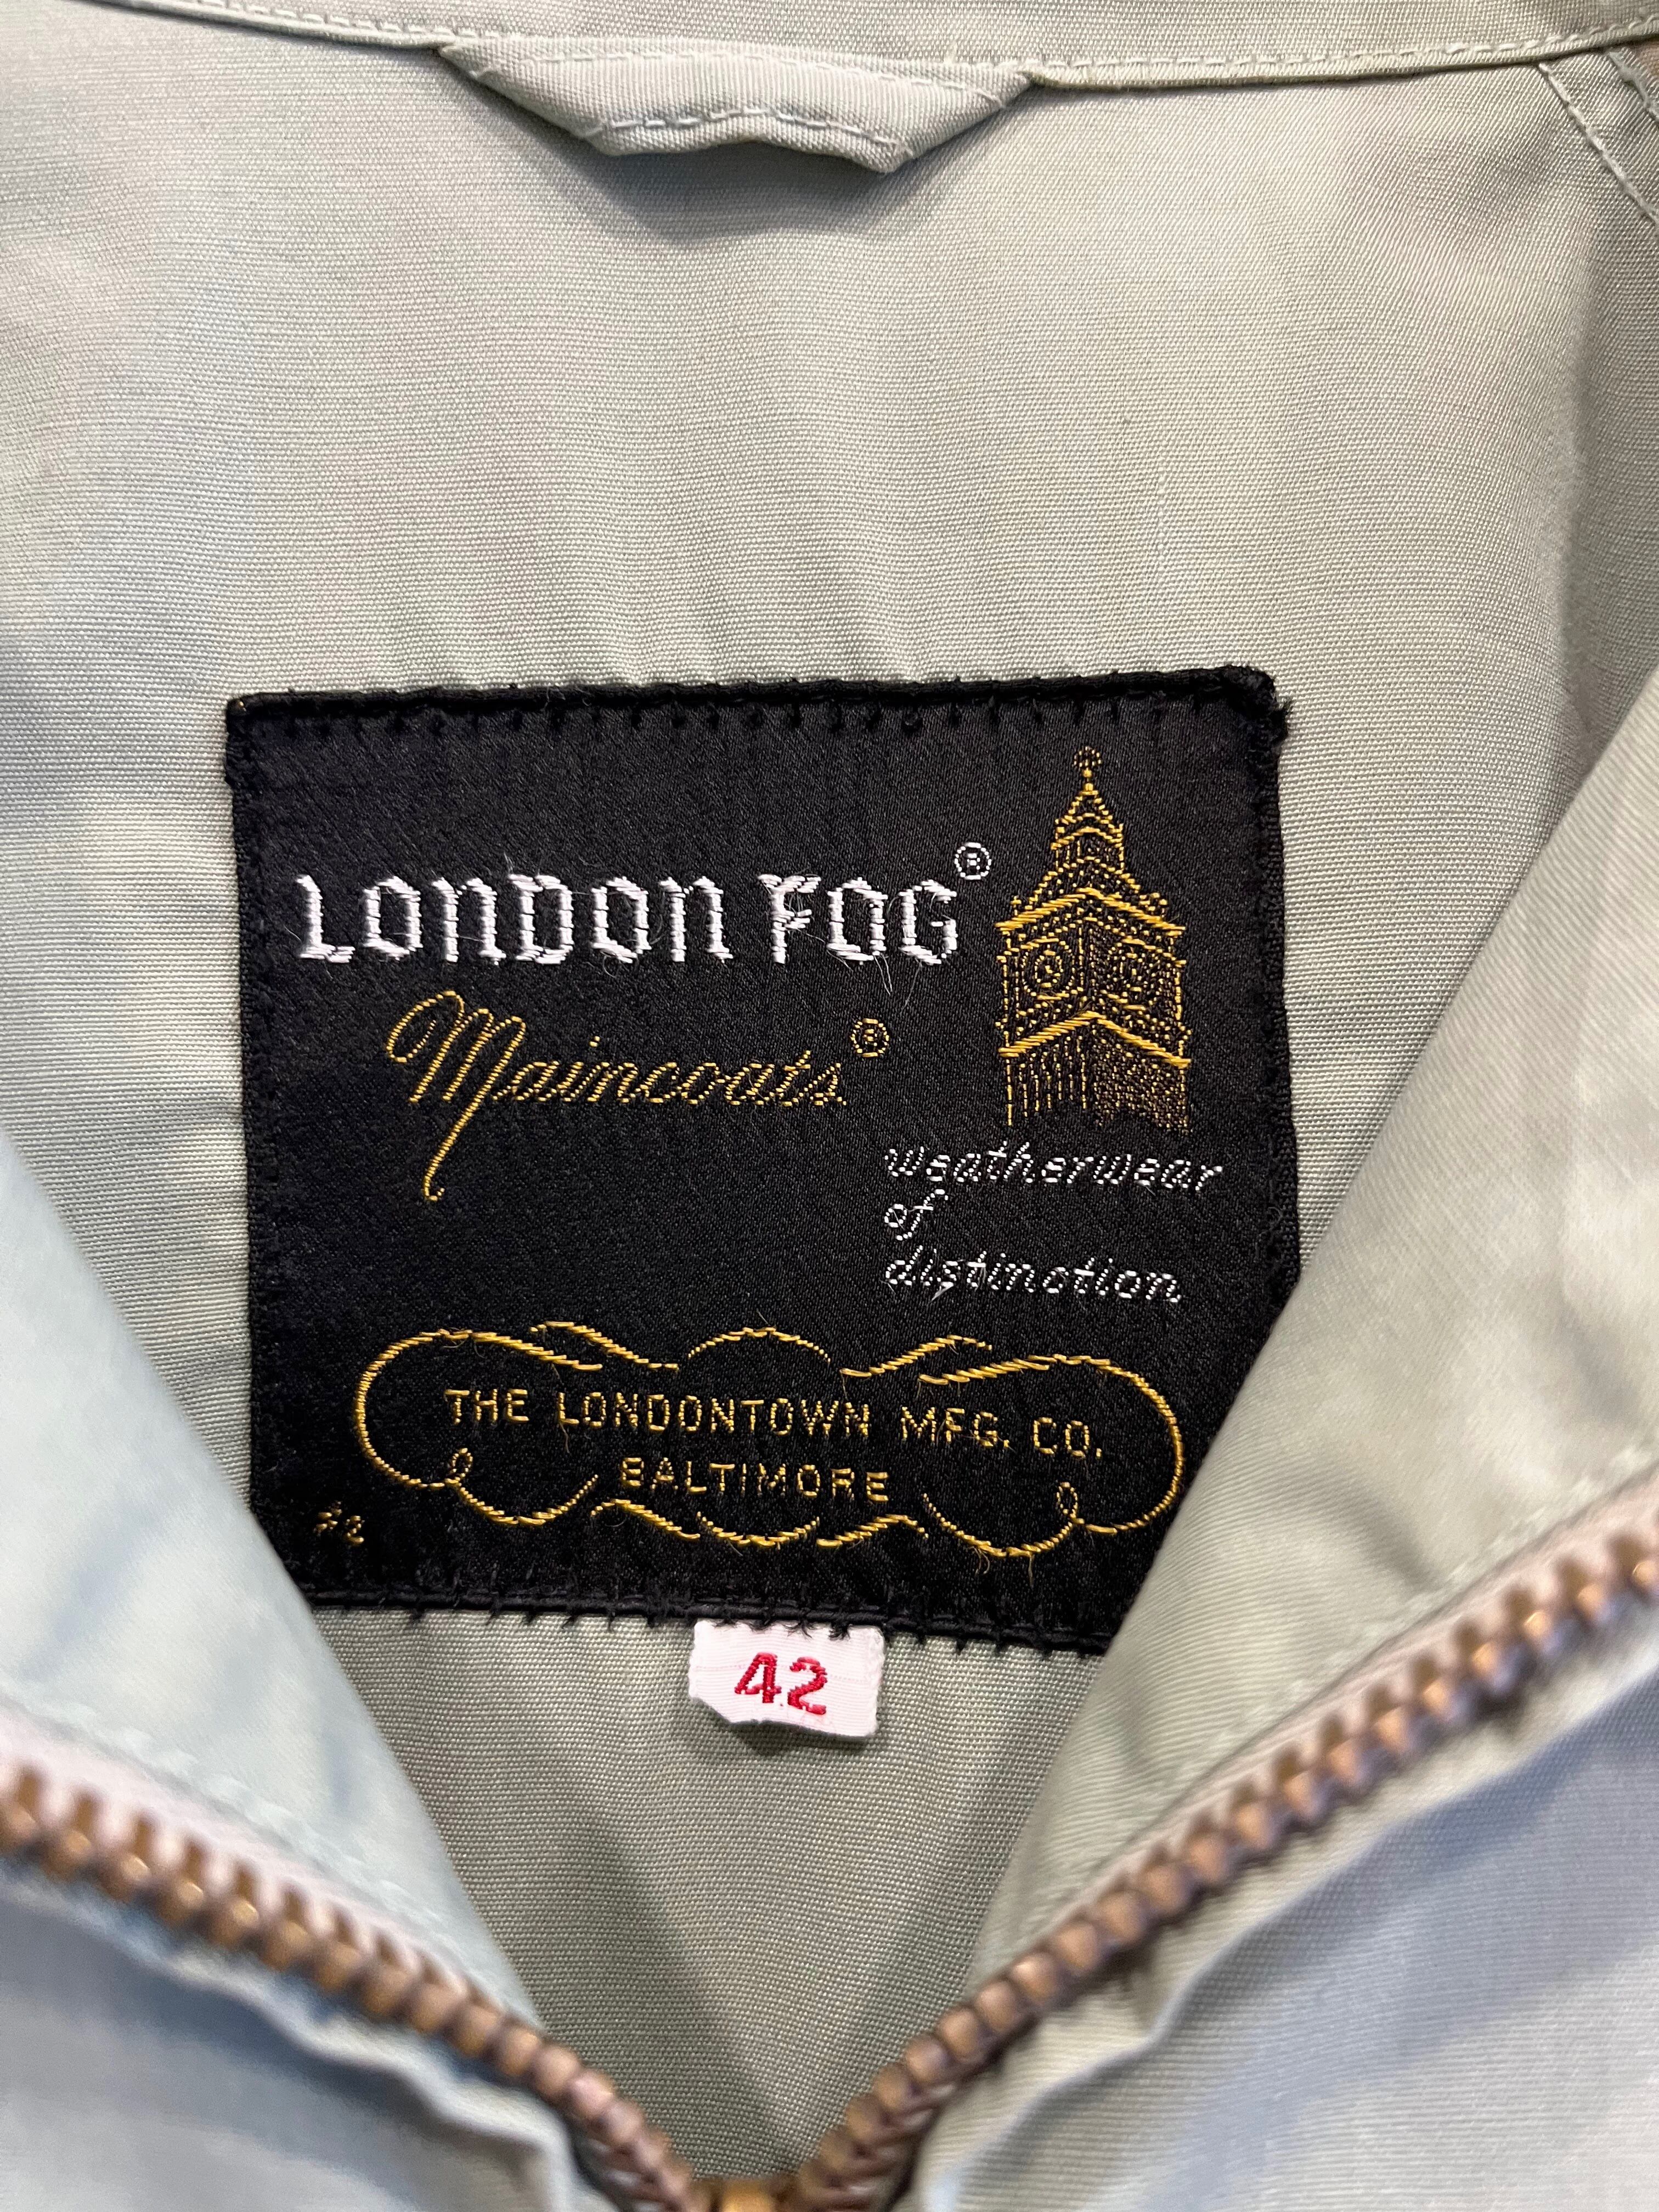 LONDON FOG®
Maincoats®
weatherwear
of
distinction
THE LONDONTOWN MFG. CO.
BALTIMORE
42